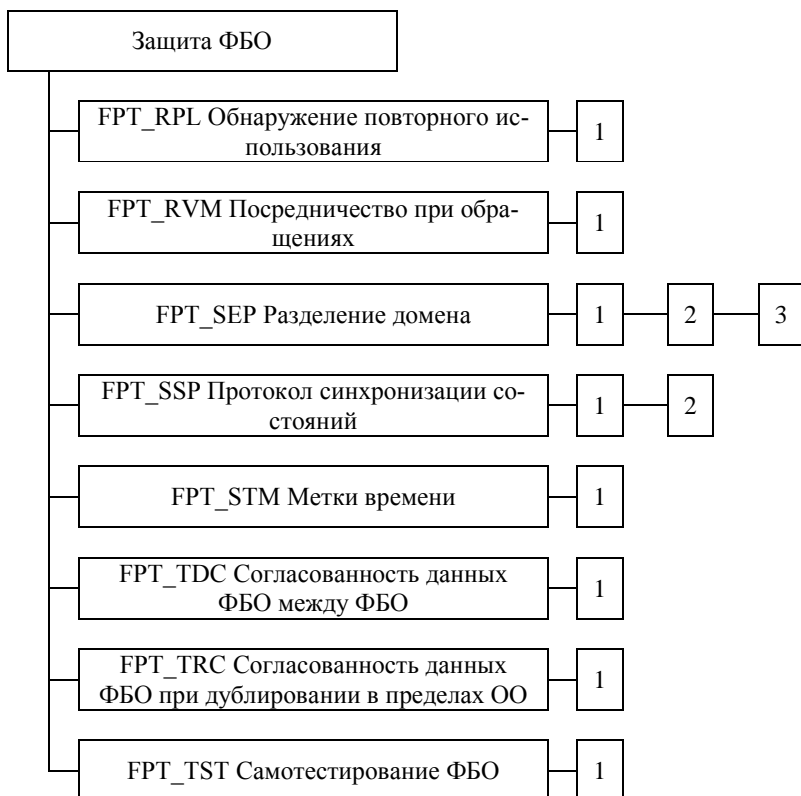 Защита ФБО
FPT_RPL Обнаружение повторного ис-
пользования
1
FPT_RVM Посредничество при обра-
щениях
1
FPT_SEP Разделение домена
1
2
3
FPT_SSP Протокол синхронизации со-
стояний
1
2
FPT_STM Метки времени
1
FPT_TDC Согласованность данных
ФБО между ФБО
1
FPT_TRC Согласованность данных
ФБО при дублировании в пределах ОО
1
FPT_TST Самотестирование ФБО
1